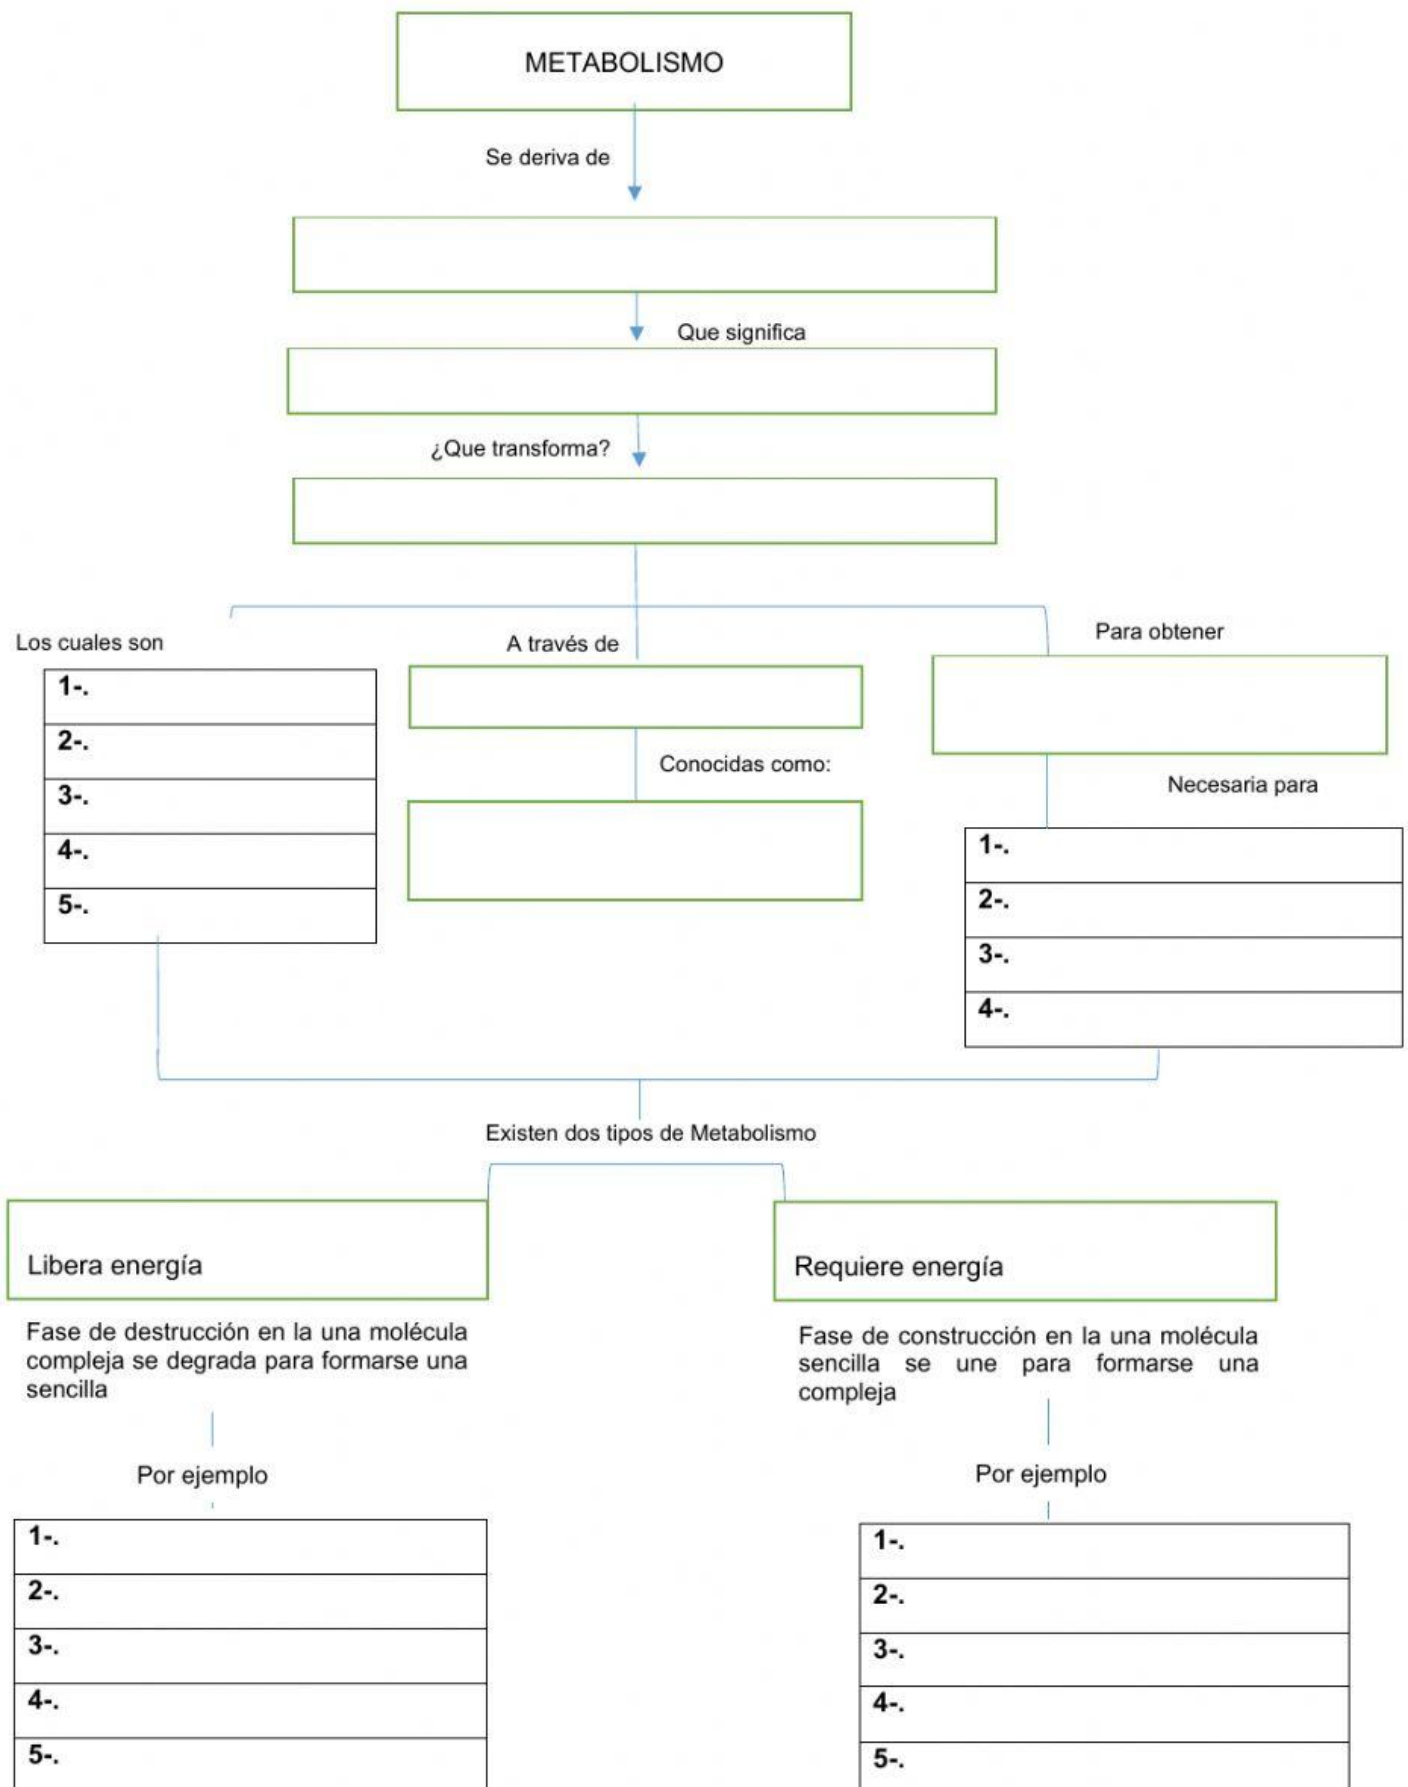 METABOLISMO
Se deriva de
Que significa
¿Que transforma?
Los cuales son
A través de
Para obtener
1-.
2-.
3-.
4-.
5-.
Conocidas como:
Necesaria para
1-.
2-.
3-.
4-.
Existen dos tipos de Metabolismo
Libera energía
Fase de destrucción en la una molécula
compleja se degrada para formarse una
sencilla
Por ejemplo
1-.
2-.
3-.
4-.
5-.
Requiere energía
Fase de construcción en la una molécula
sencilla se une para formarse una
compleja
Por ejemplo
1-.
2-.
3-.
4-.
5-.